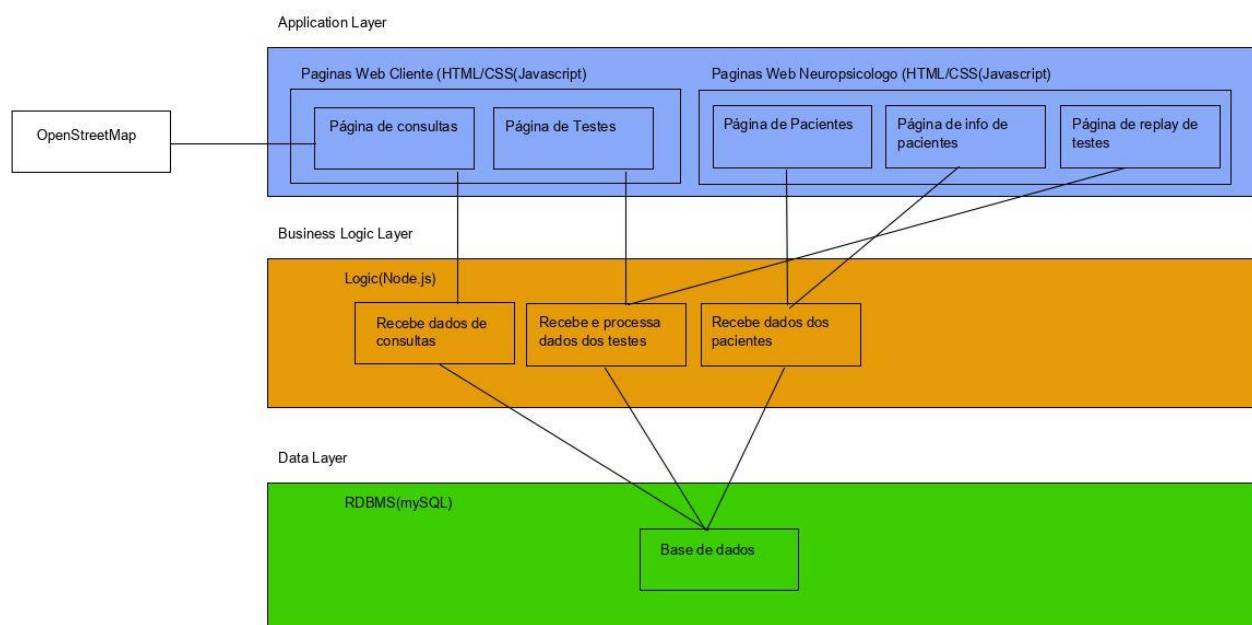 Application Layer
Paginas Web Cliente (HTML/CSS(Javascript)
Paginas Web Neuropsicologo (HTML/CSS(Javascript)
OpenStreetMap
Página de consultas
Página de Testes
Página de Pacientes
Página de info de
pacientes
Página de replay de
testes
Business Logic Layer
Logic(Node.js)
Recebe dados de
consultas
Recebe e processa
dados dos testes
Recebe dados dos
pacientes
Data Layer
RDBMS(mySQL)
Base de dados